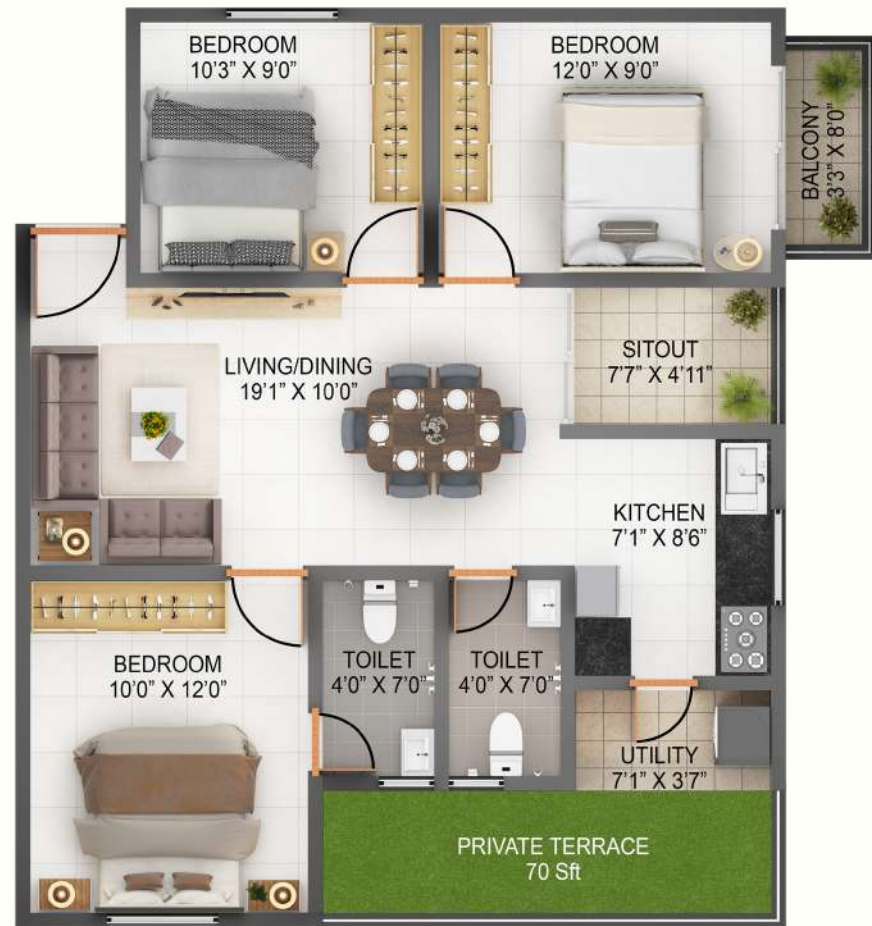 BEDROOM
10'3” X 9'0”
BEDROOM
12'0” X 9'0”
BALCONY
3'3” X 8'0”
LIVING/DINING
19'1” X 10'0”
SITOUT
7'7” X 4'11”
KITCHEN
7'1” X 8'6”
BEDROOM
10'0” X 12'0”
TOILET
4'0” X 7'0”
TOILET
4'0” X 7'0”
UTILITY
7'1” X 3'7”
PRIVATE TERRACE
70 Sft